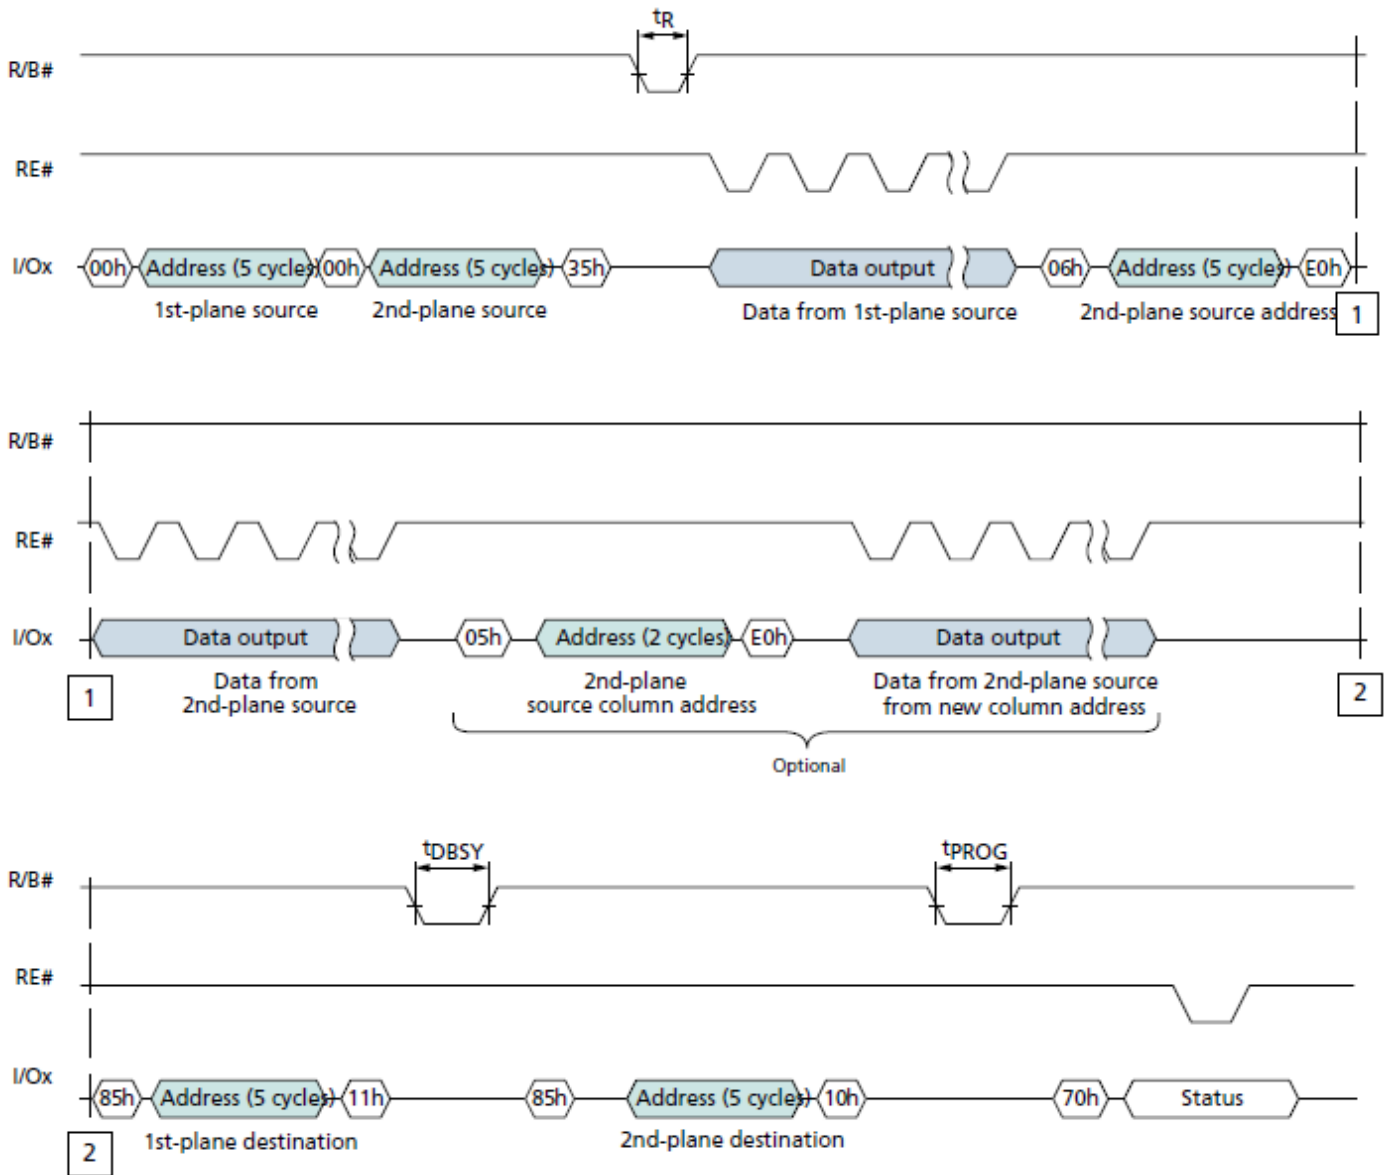 tR
R/B#
RE#
I/Ox 00h Address (5 cycles) 00h Address (5 cycles) 35h Data output 06h Address (5 cycles) E0h
1st-plane source 2nd-plane source Data from 1st-plane source 2nd-plane source address 1
R/B#
RE#
I/Ox Data output 05h Address (2 cycles) E0h Data output
1 Data from 2nd-plane Data from 2nd-plane source 2
2nd-plane source source column address from new column address
Optional
tDBSY tPROG
R/B#
RE#
I/Ox 85h Address (5 cycles) 11h 85h Address (5 cycles) 10h 70h Status
2 1st-plane destination 2nd-plane destination